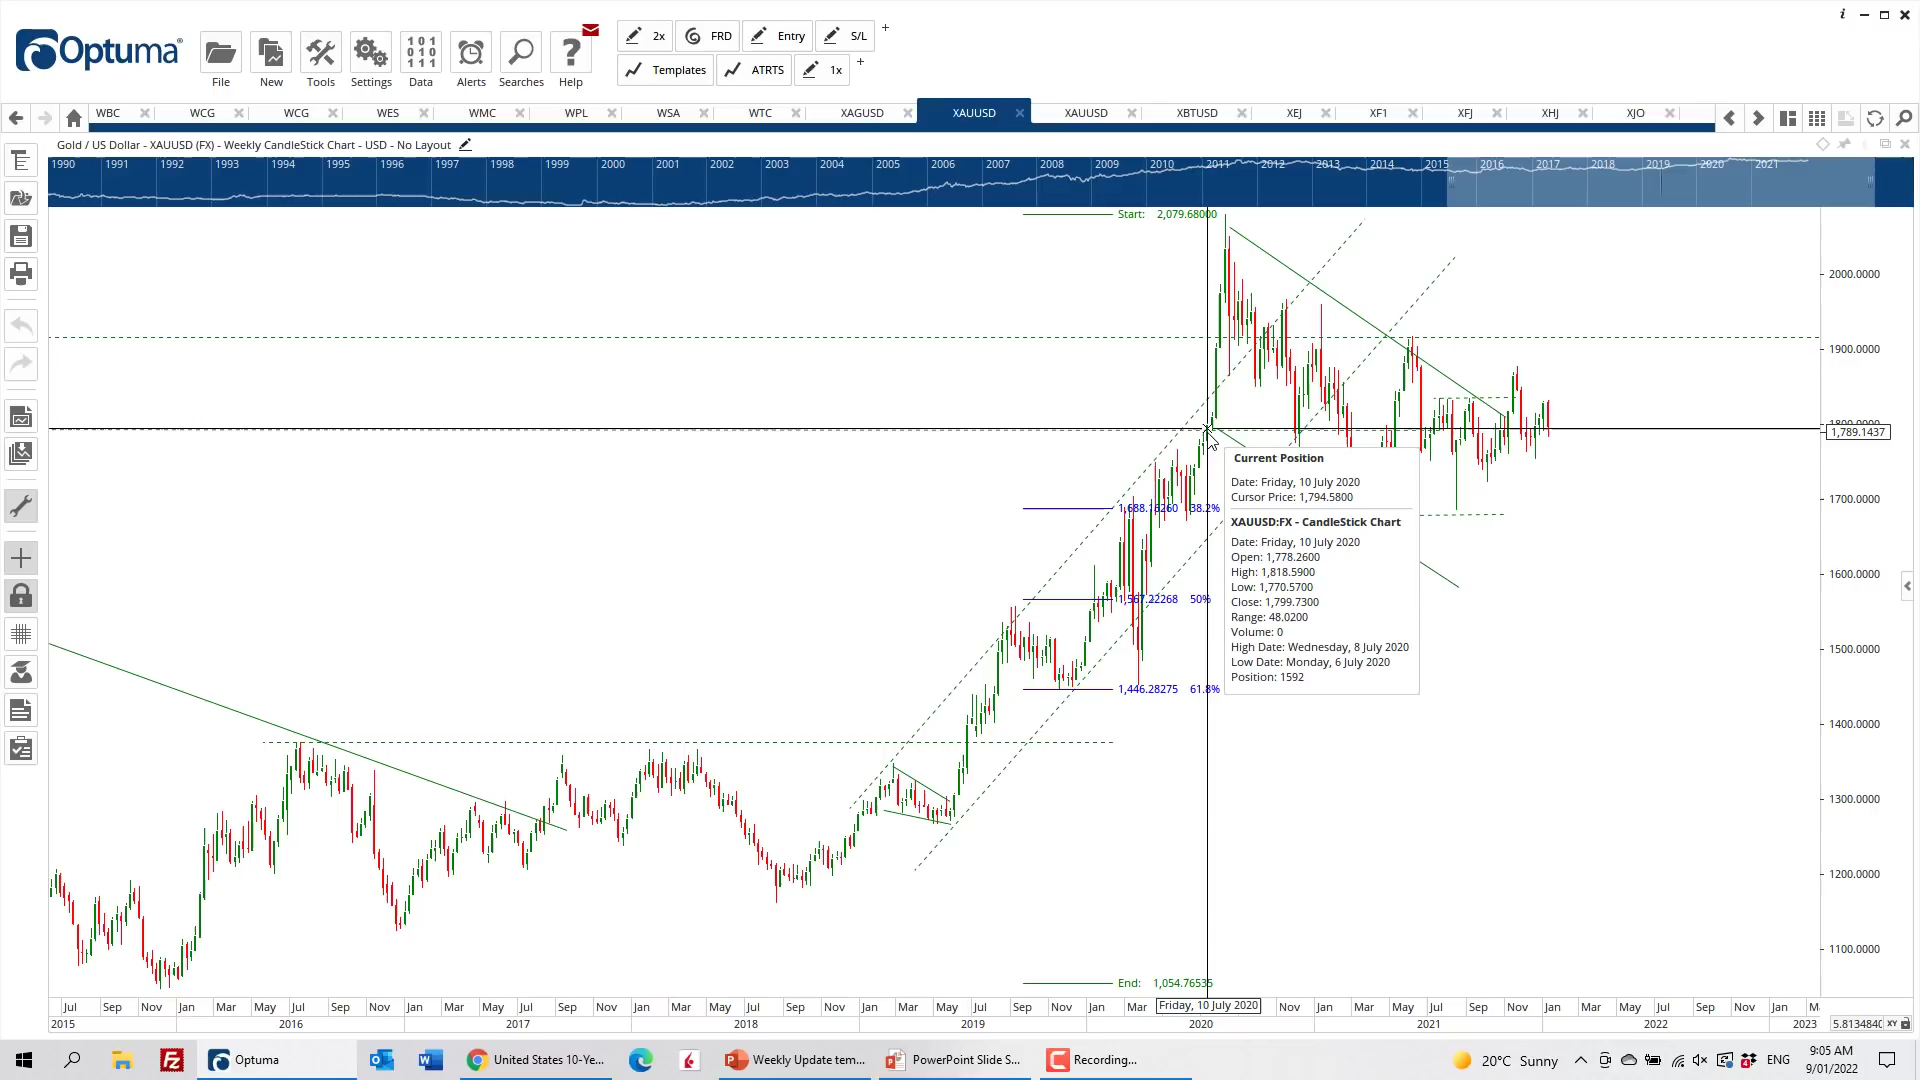 Optuma
File
New
Tools
Settings
Data
Alerts
Searches
Help
2x
FRD
Entry
S/L
Templates
ATRTS
1x
WBC WCG WCG WES WMC WPL WSA WTC XAGUSD XAUUSD XAUUSD XBTUSD XEJ XF1 XFJ XHJ XJO
Gold / US Dollar - XAUUSD (FX) - Weekly CandleStick Chart - USD - No Layout
1990 1991 1992 1993 1994 1995 1996 1997 1998 1999 2000 2001 2002 2003 2004 2005 2006 2007 2008 2009 2010 2011 2012 2013 2014 2015 2016 2017 2018 2019 2020 2021
Start: 2,079.68000
2000.0000
1900.0000
1,789.1437
Current Position
Date: Friday, 10 July 2020
Cursor Price: 1,794.5800
XAUUSD:FX - CandleStick Chart
Date: Friday, 10 July 2020
Open: 1,778.2600
High: 1,818.5900
Low: 1,770.5700
Close: 1,799.7300
Range: 48.0200
Volume: 0
High Date: Wednesday, 8 July 2020
Low Date: Monday, 6 July 2020
Position: 1592
1700.0000
38.2%
1600.0000
1,567.22268 50%
1500.0000
1,446.28275 61.8%
1400.0000
1300.0000
1200.0000
1100.0000
End: 1,054.76535
Jul Sep Nov Jan Mar May Jul Sep Nov Jan Mar May Jul Sep Nov Jan Mar May Jul Sep Nov Jan Mar May Jul Sep Nov Jan Mar Friday, 10 July 2020 Nov Jan Mar May Jul Sep Nov Jan Mar May Jul Sep Nov Jan
2015 2016 2017 2018 2019 2020 2021 2022 2023
XY
Optuma
United States 10-Ye...
Weekly Update tem...
PowerPoint Slide S...
Recording...
20°C Sunny
ENG
9:05 AM
9/01/2022